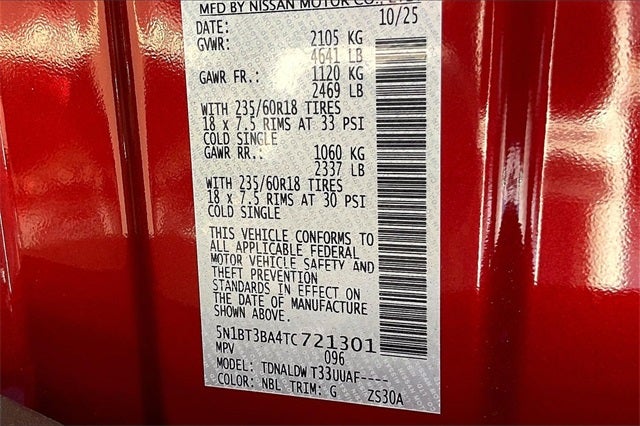 MFD BY NISSAN MOTOR CO.,
DATE: 10/25
GVWR: 2105 KG
4641 LB
GAWR FR.: 1120 KG
2469 LB
WITH 235/60R18 TIRES
18 x 7.5 RIMS AT 33 PSI
COLD SINGLE
GAWR RR.: 1060 KG
2337 LB
WITH 235/60R18 TIRES
18 x 7.5 RIMS AT 30 PSI
COLD SINGLE
THIS VEHICLE CONFORMS TO
ALL APPLICABLE FEDERAL
MOTOR VEHICLE SAFETY AND
THEFT PREVENTION
STANDARDS IN EFFECT ON
THE DATE OF MANUFACTURE
SHOWN ABOVE.
5N1BT3BA4TC721301
MPV 096
MODEL: TDNALDW T33UUAF----
COLOR: NBL TRIM: G ZS30A